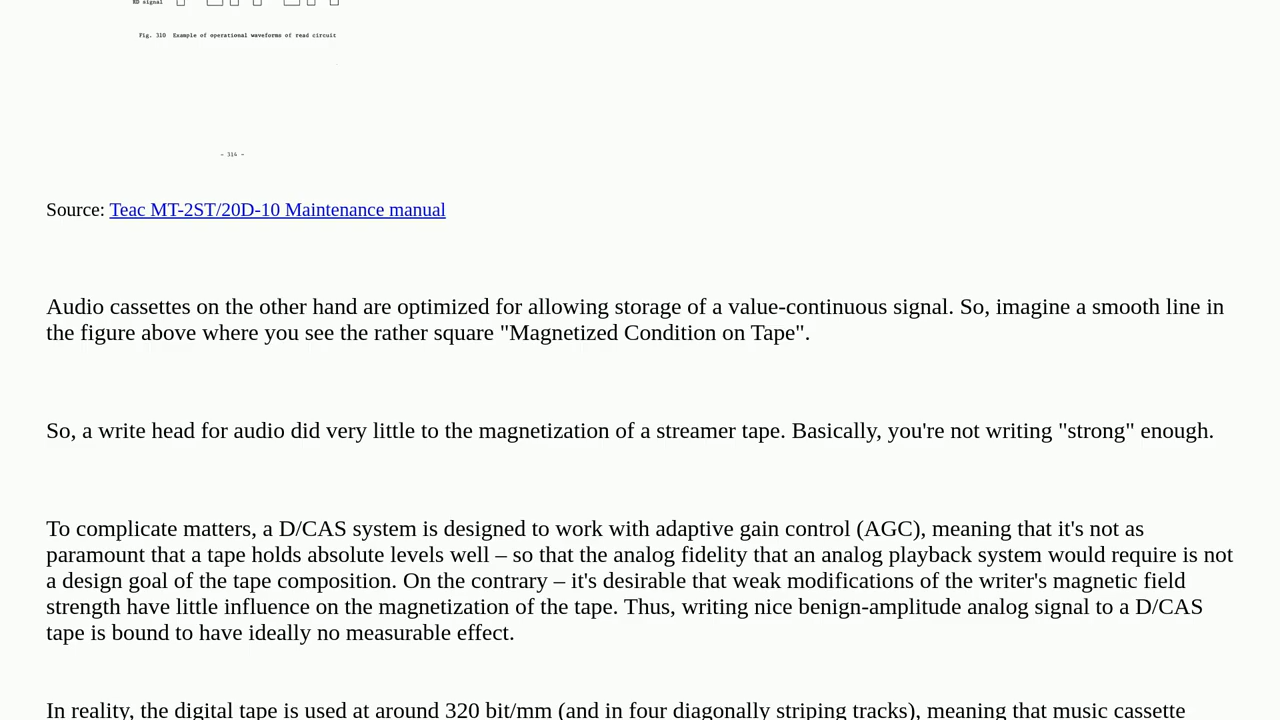 RD signal
Fig. 310 Example of operational waveforms of read circuit
- 314 -
Source: Teac MT-2ST/20D-10 Maintenance manual
Audio cassettes on the other hand are optimized for allowing storage of a value-continuous signal. So, imagine a smooth line in
the figure above where you see the rather square "Magnetized Condition on Tape".
So, a write head for audio did very little to the magnetization of a streamer tape. Basically, you're not writing "strong" enough.
To complicate matters, a D/CAS system is designed to work with adaptive gain control (AGC), meaning that it's not as
paramount that a tape holds absolute levels well – so that the analog fidelity that an analog playback system would require is not
a design goal of the tape composition. On the contrary – it's desirable that weak modifications of the writer's magnetic field
strength have little influence on the magnetization of the tape. Thus, writing nice benign-amplitude analog signal to a D/CAS
tape is bound to have ideally no measurable effect.
In reality, the digital tape is used at around 320 bit/mm (and in four diagonally striping tracks), meaning that music cassette